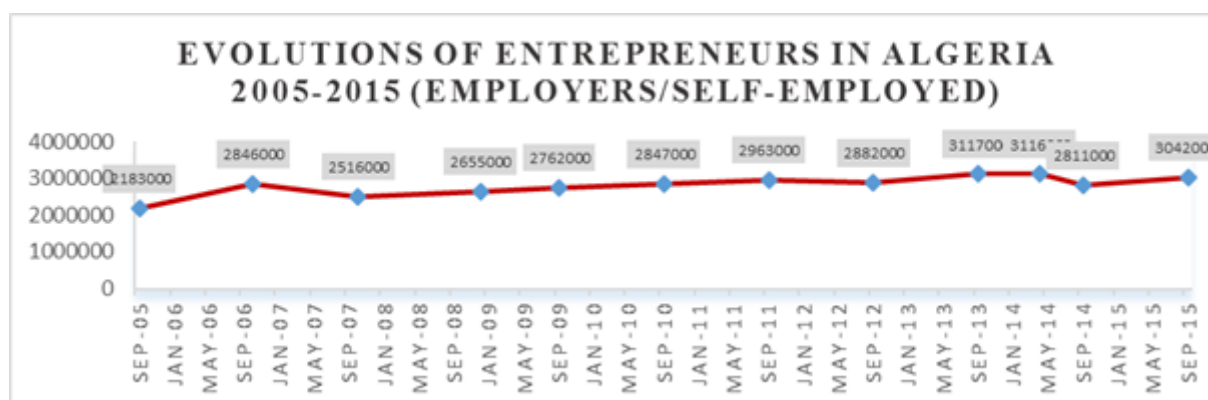 EVOLUTIONS OF ENTREPRENEURS IN ALGERIA
2005-2015 (EMPLOYERS/SELF-EMPLOYED)
4000000
3000000
2000000
1000000
0
2183000
2846000
2516000
2655000
2762000
2847000
2963000
2882000
311700
3116
2811000
304200
SEP-05
JAN-06
MAY-06
SEP-06
JAN-07
MAY-07
SEP-07
JAN-08
MAY-08
SEP-08
JAN-09
MAY-09
SEP-09
JAN-10
MAY-10
SEP-10
JAN-11
MAY-11
SEP-11
JAN-12
MAY-12
SEP-12
JAN-13
MAY-13
SEP-13
JAN-14
MAY-14
SEP-14
JAN-15
MAY-15
SEP-15